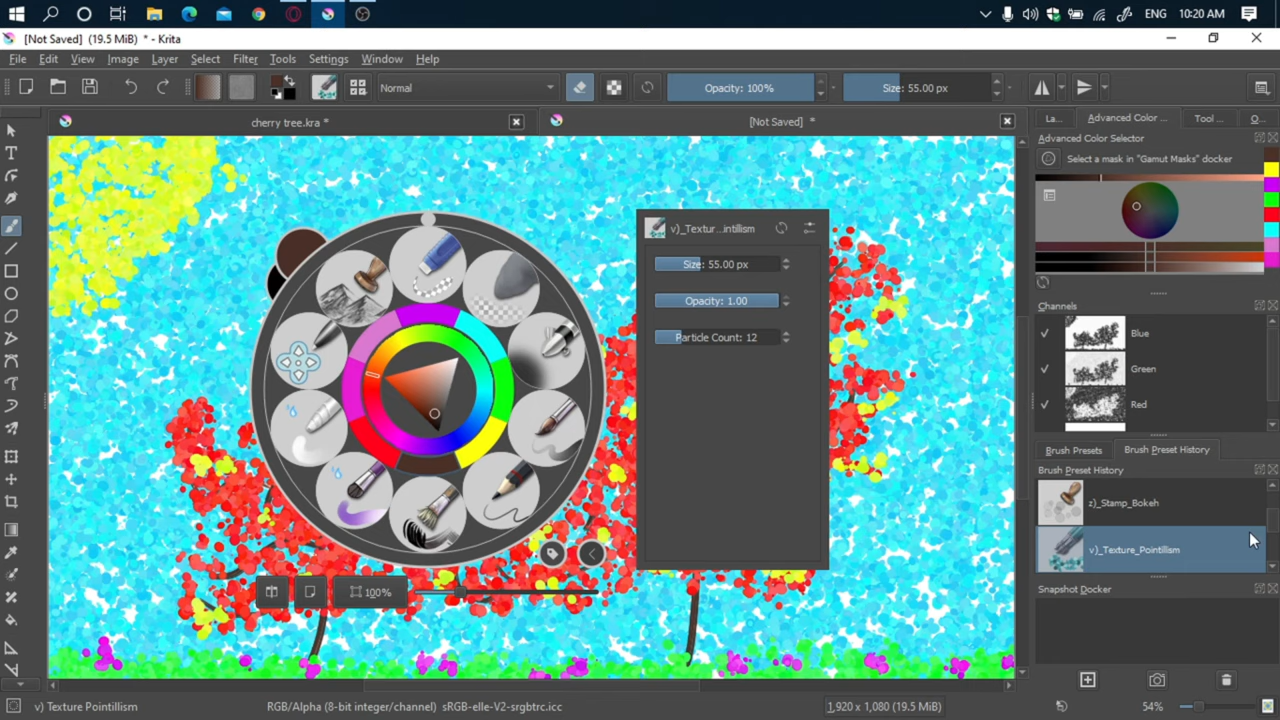 ENG 10:20 AM
[Not Saved] (19.5 MiB) * - Krita
File Edit View Image Layer Select Filter Tools Settings Window Help
Normal
Opacity: 100%
Size: 55.00 px
cherry tree.kra *
[Not Saved] *
La... Advanced Color ... Tool ... O...
Advanced Color Selector
Select a mask in "Gamut Masks" docker
v)_Textur...intillism
Size: 55.00 px
Opacity: 1.00
Particle Count: 12
Channels
Blue
Green
Red
Brush Presets Brush Preset History
Brush Preset History
z)_Stamp_Bokeh
v)_Texture_Pointillism
Snapshot Docker
100%
v) Texture Pointillism
RGB/Alpha (8-bit integer/channel) sRGB-elle-V2-srgbtrc.icc
1,920 x 1,080 (19.5 MiB)
54%